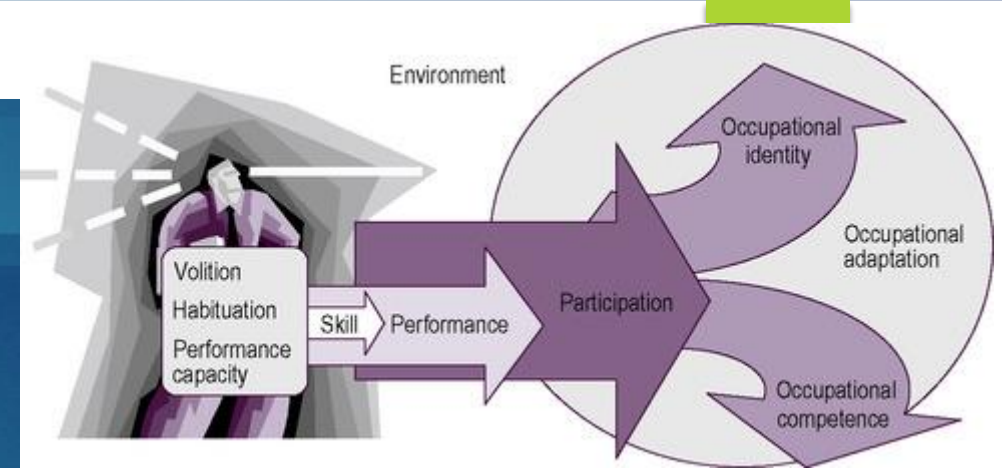 Environment
Volition
Habituation
Performance
capacity
Skill
Performance
Participation
Occupational
identity
Occupational
adaptation
Occupational
competence